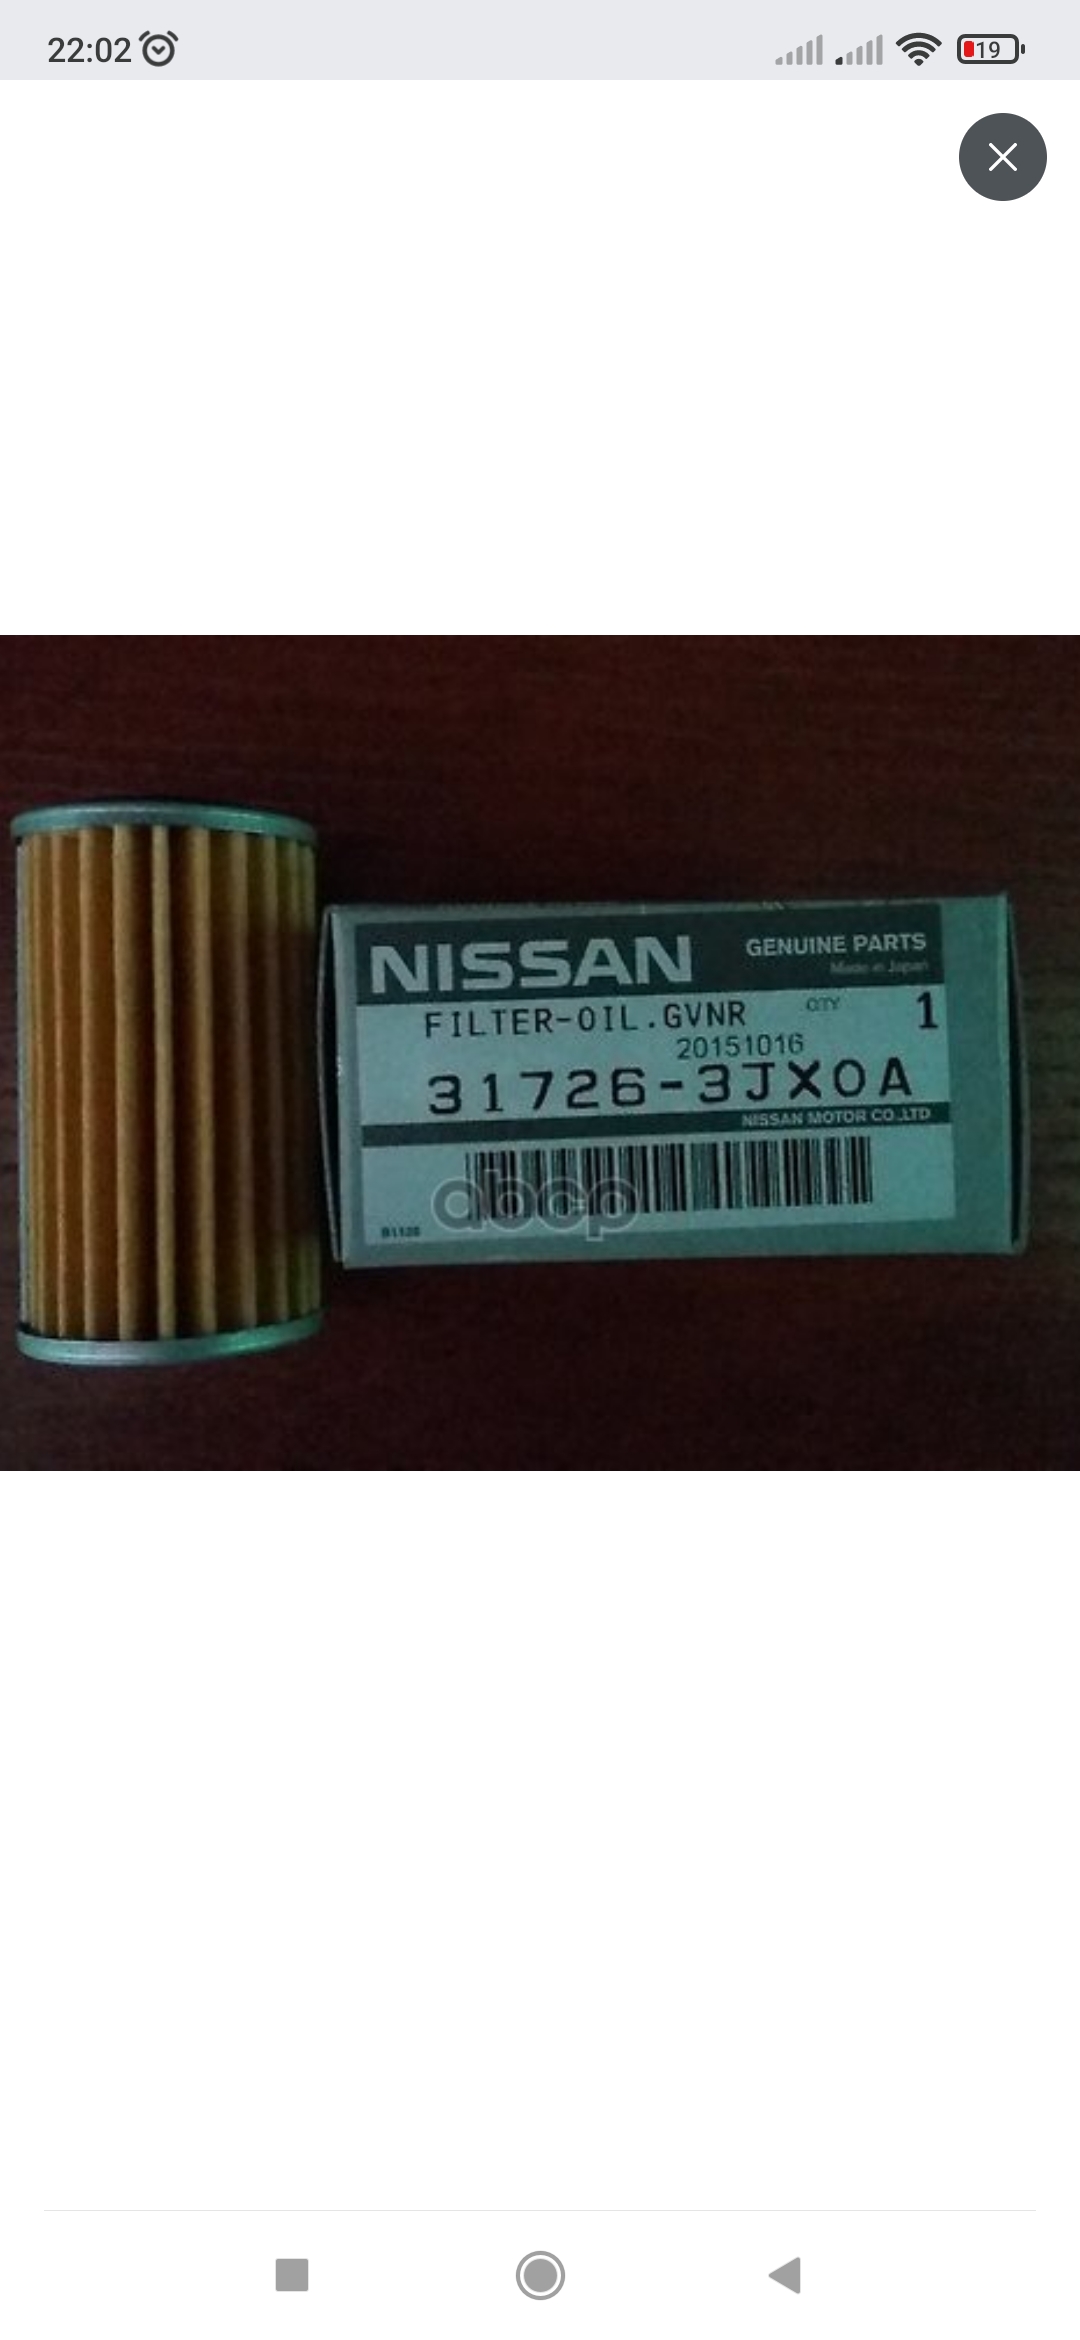 22:02
19
NISSAN
GENUINE PARTS
Made in Japan
FILTER-OIL.GVNR QTY 1
20151016
31726-3JX0A
NISSAN MOTOR CO.,LTD
abcp